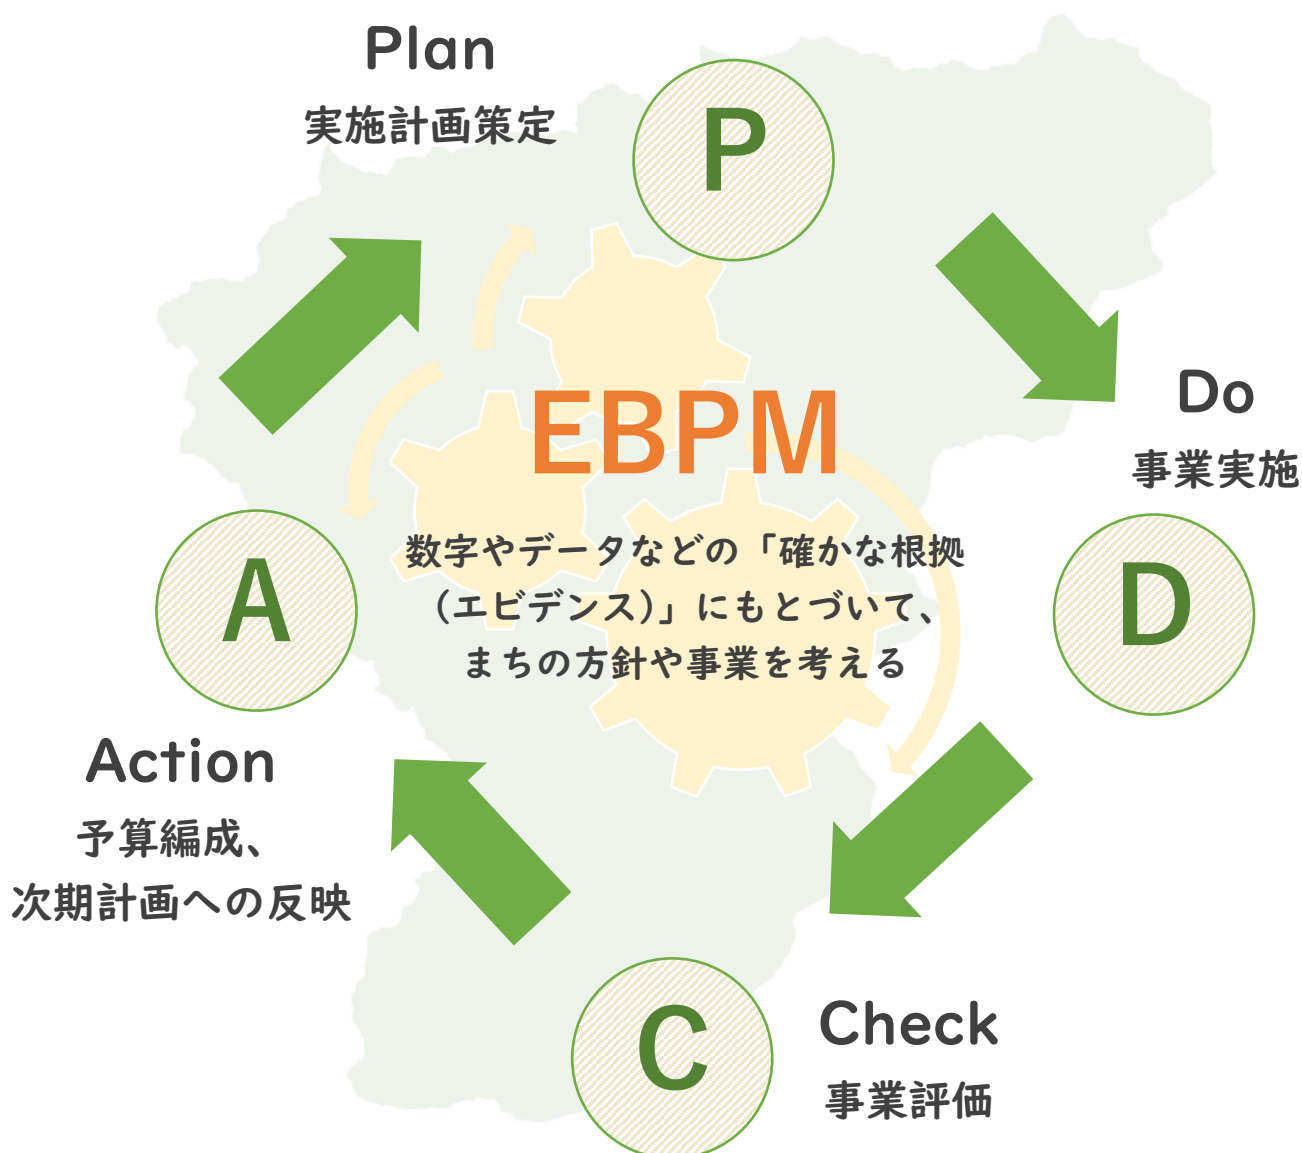 Plan
実施計画策定
P
Do
事業実施
D
EBPM
数字やデータなどの「確かな根拠
（エビデンス）」にもとづいて、
まちの方針や事業を考える
A
Action
予算編成、
次期計画への反映
C
Check
事業評価